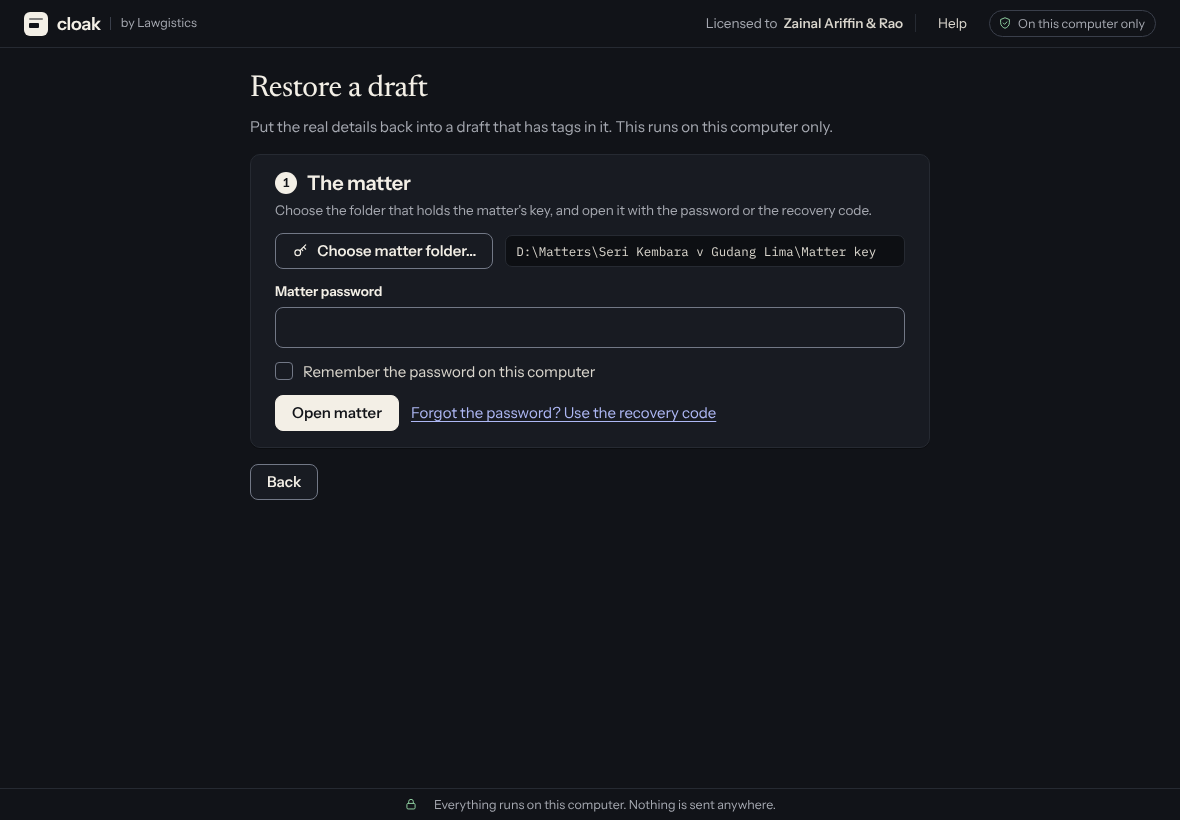 cloak by Lawgistics
Licensed to Zainal Ariffin & Rao
Help
On this computer only
Restore a draft
Put the real details back into a draft that has tags in it. This runs on this computer only.
1 The matter
Choose the folder that holds the matter's key, and open it with the password or the recovery code.
Choose matter folder...
D:\Matters\Seri Kembara v Gudang Lima\Matter key
Matter password
Remember the password on this computer
Open matter
Forgot the password? Use the recovery code
Back
Everything runs on this computer. Nothing is sent anywhere.